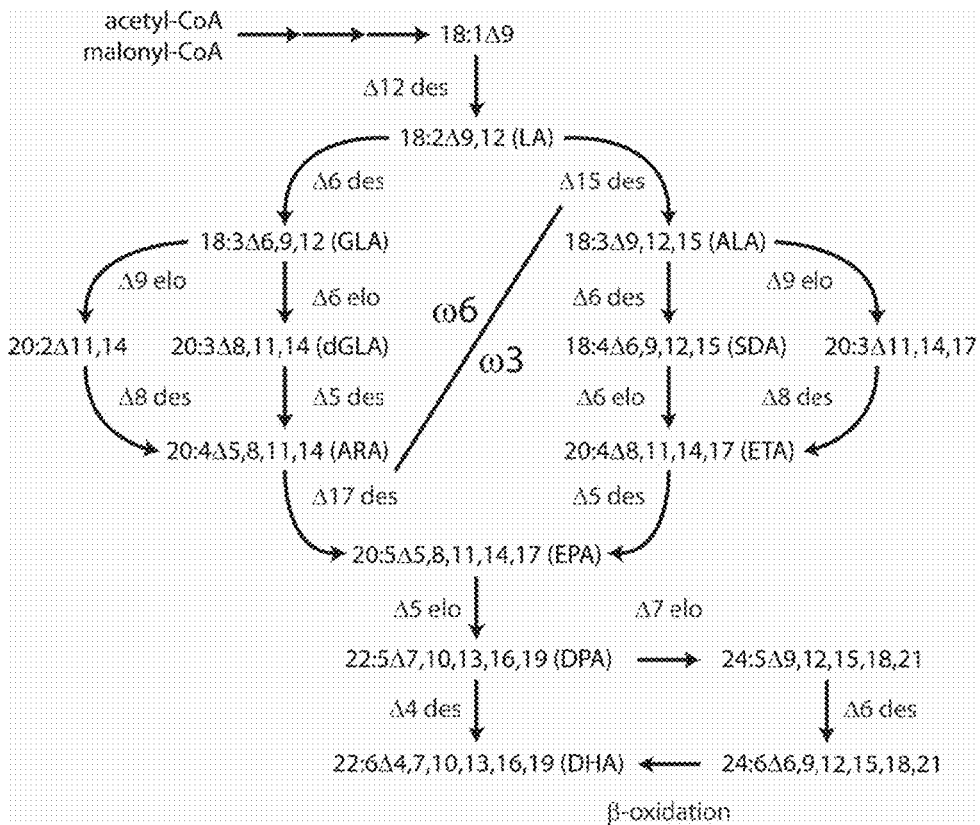 acetyl-CoA
malonyl-CoA
18:1Δ9
Δ12 des
18:2Δ9,12 (LA)
Δ6 des
Δ15 des
18:3Δ6,9,12 (GLA)
18:3Δ9,12,15 (ALA)
Δ9 elo
Δ6 elo
Δ6 des
Δ9 elo
ω6
ω3
20:2Δ11,14
20:3Δ8,11,14 (dGLA)
18:4Δ6,9,12,15 (SDA)
20:3Δ11,14,17
Δ8 des
Δ5 des
Δ6 elo
Δ8 des
20:4Δ5,8,11,14 (ARA)
20:4Δ8,11,14,17 (ETA)
Δ17 des
Δ5 des
20:5Δ5,8,11,14,17 (EPA)
Δ5 elo
Δ7 elo
22:5Δ7,10,13,16,19 (DPA)
24:5Δ9,12,15,18,21
Δ4 des
Δ6 des
22:6Δ4,7,10,13,16,19 (DHA)
24:6Δ6,9,12,15,18,21
β-oxidation